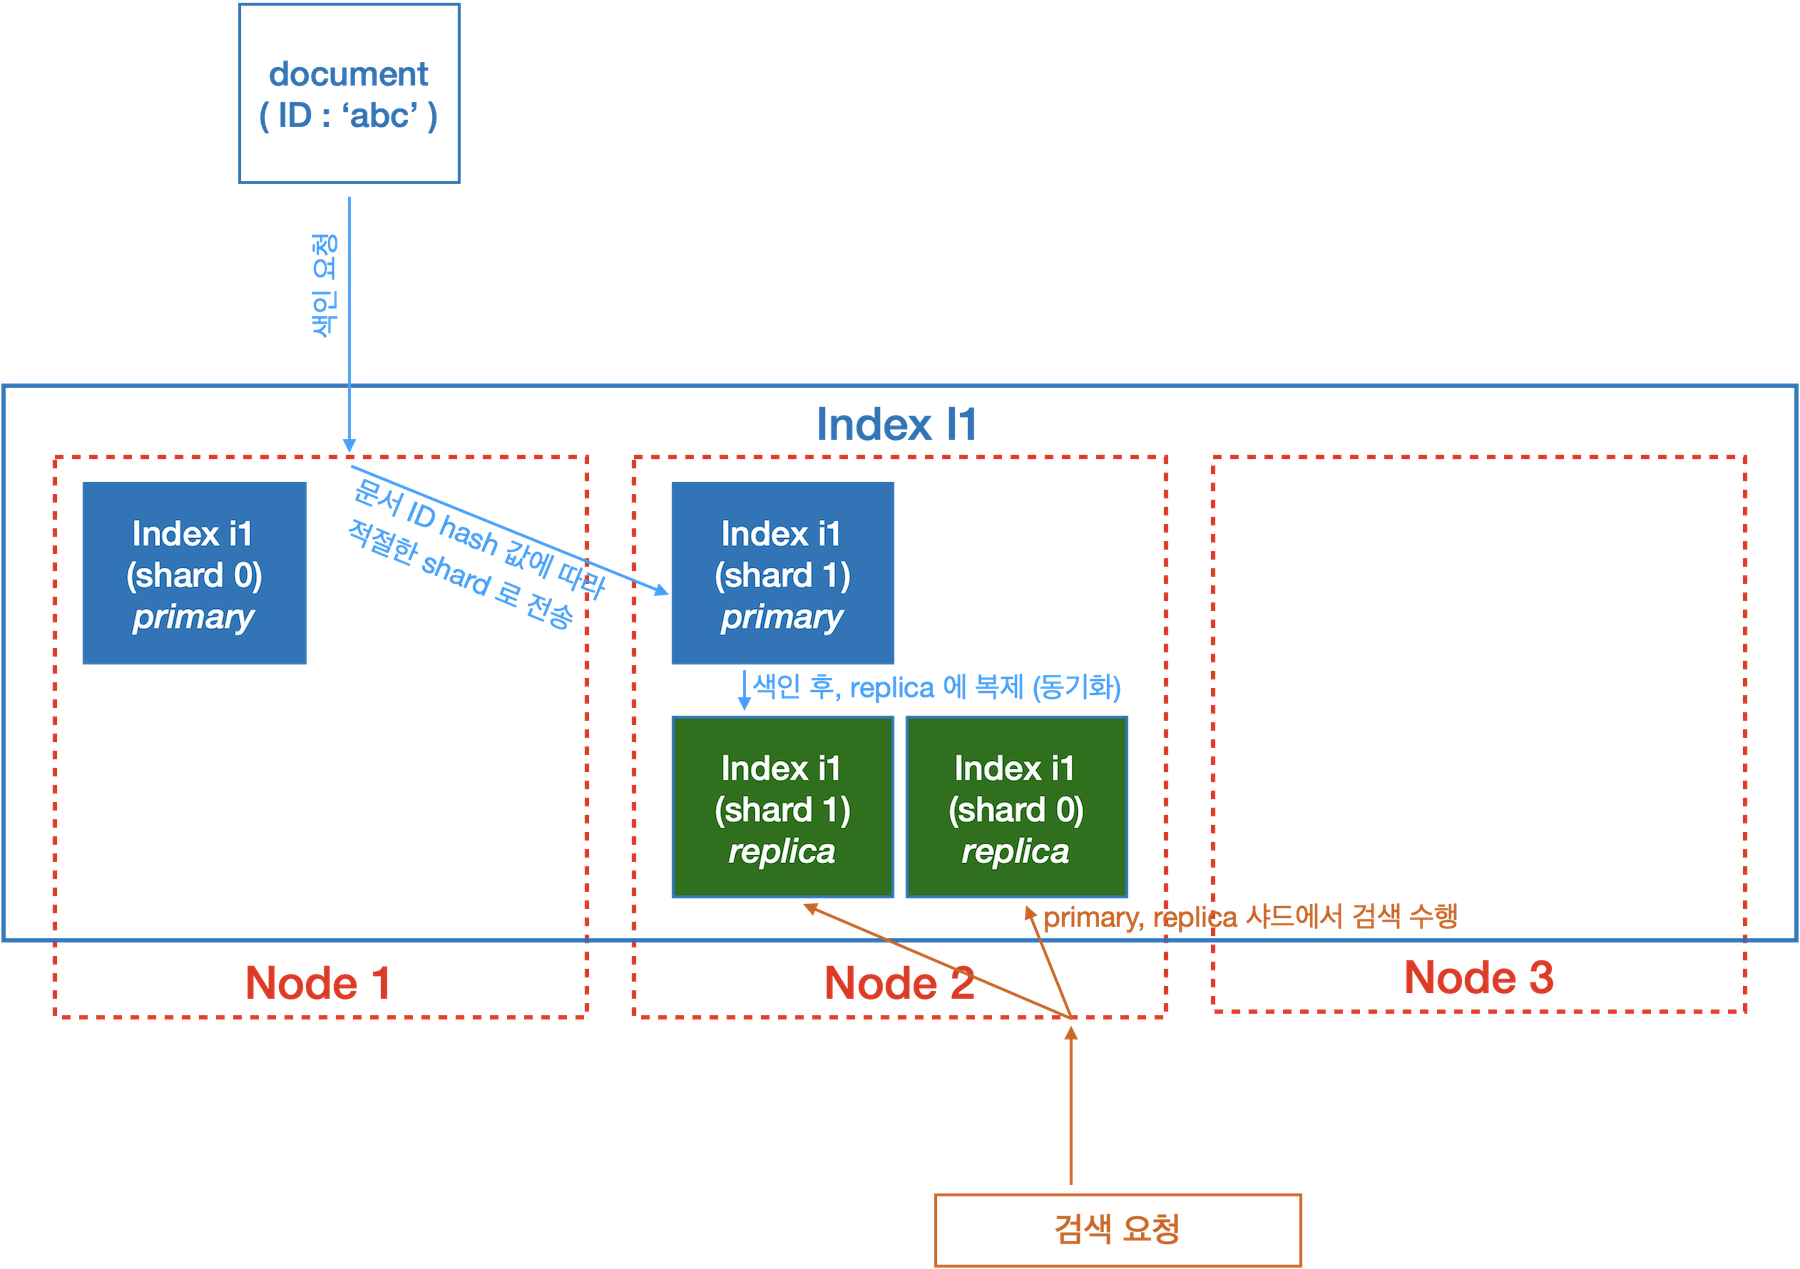 document
( ID : ‘abc’ )
색인 요청
Index I1
Index i1
(shard 0)
primary
문서 ID hash 값에 따라
적절한 shard 로 전송
Index i1
(shard 1)
primary
색인 후, replica 에 복제 (동기화)
Index i1
(shard 1)
replica
Index i1
(shard 0)
replica
primary, replica 샤드에서 검색 수행
Node 1
Node 2
Node 3
검색 요청